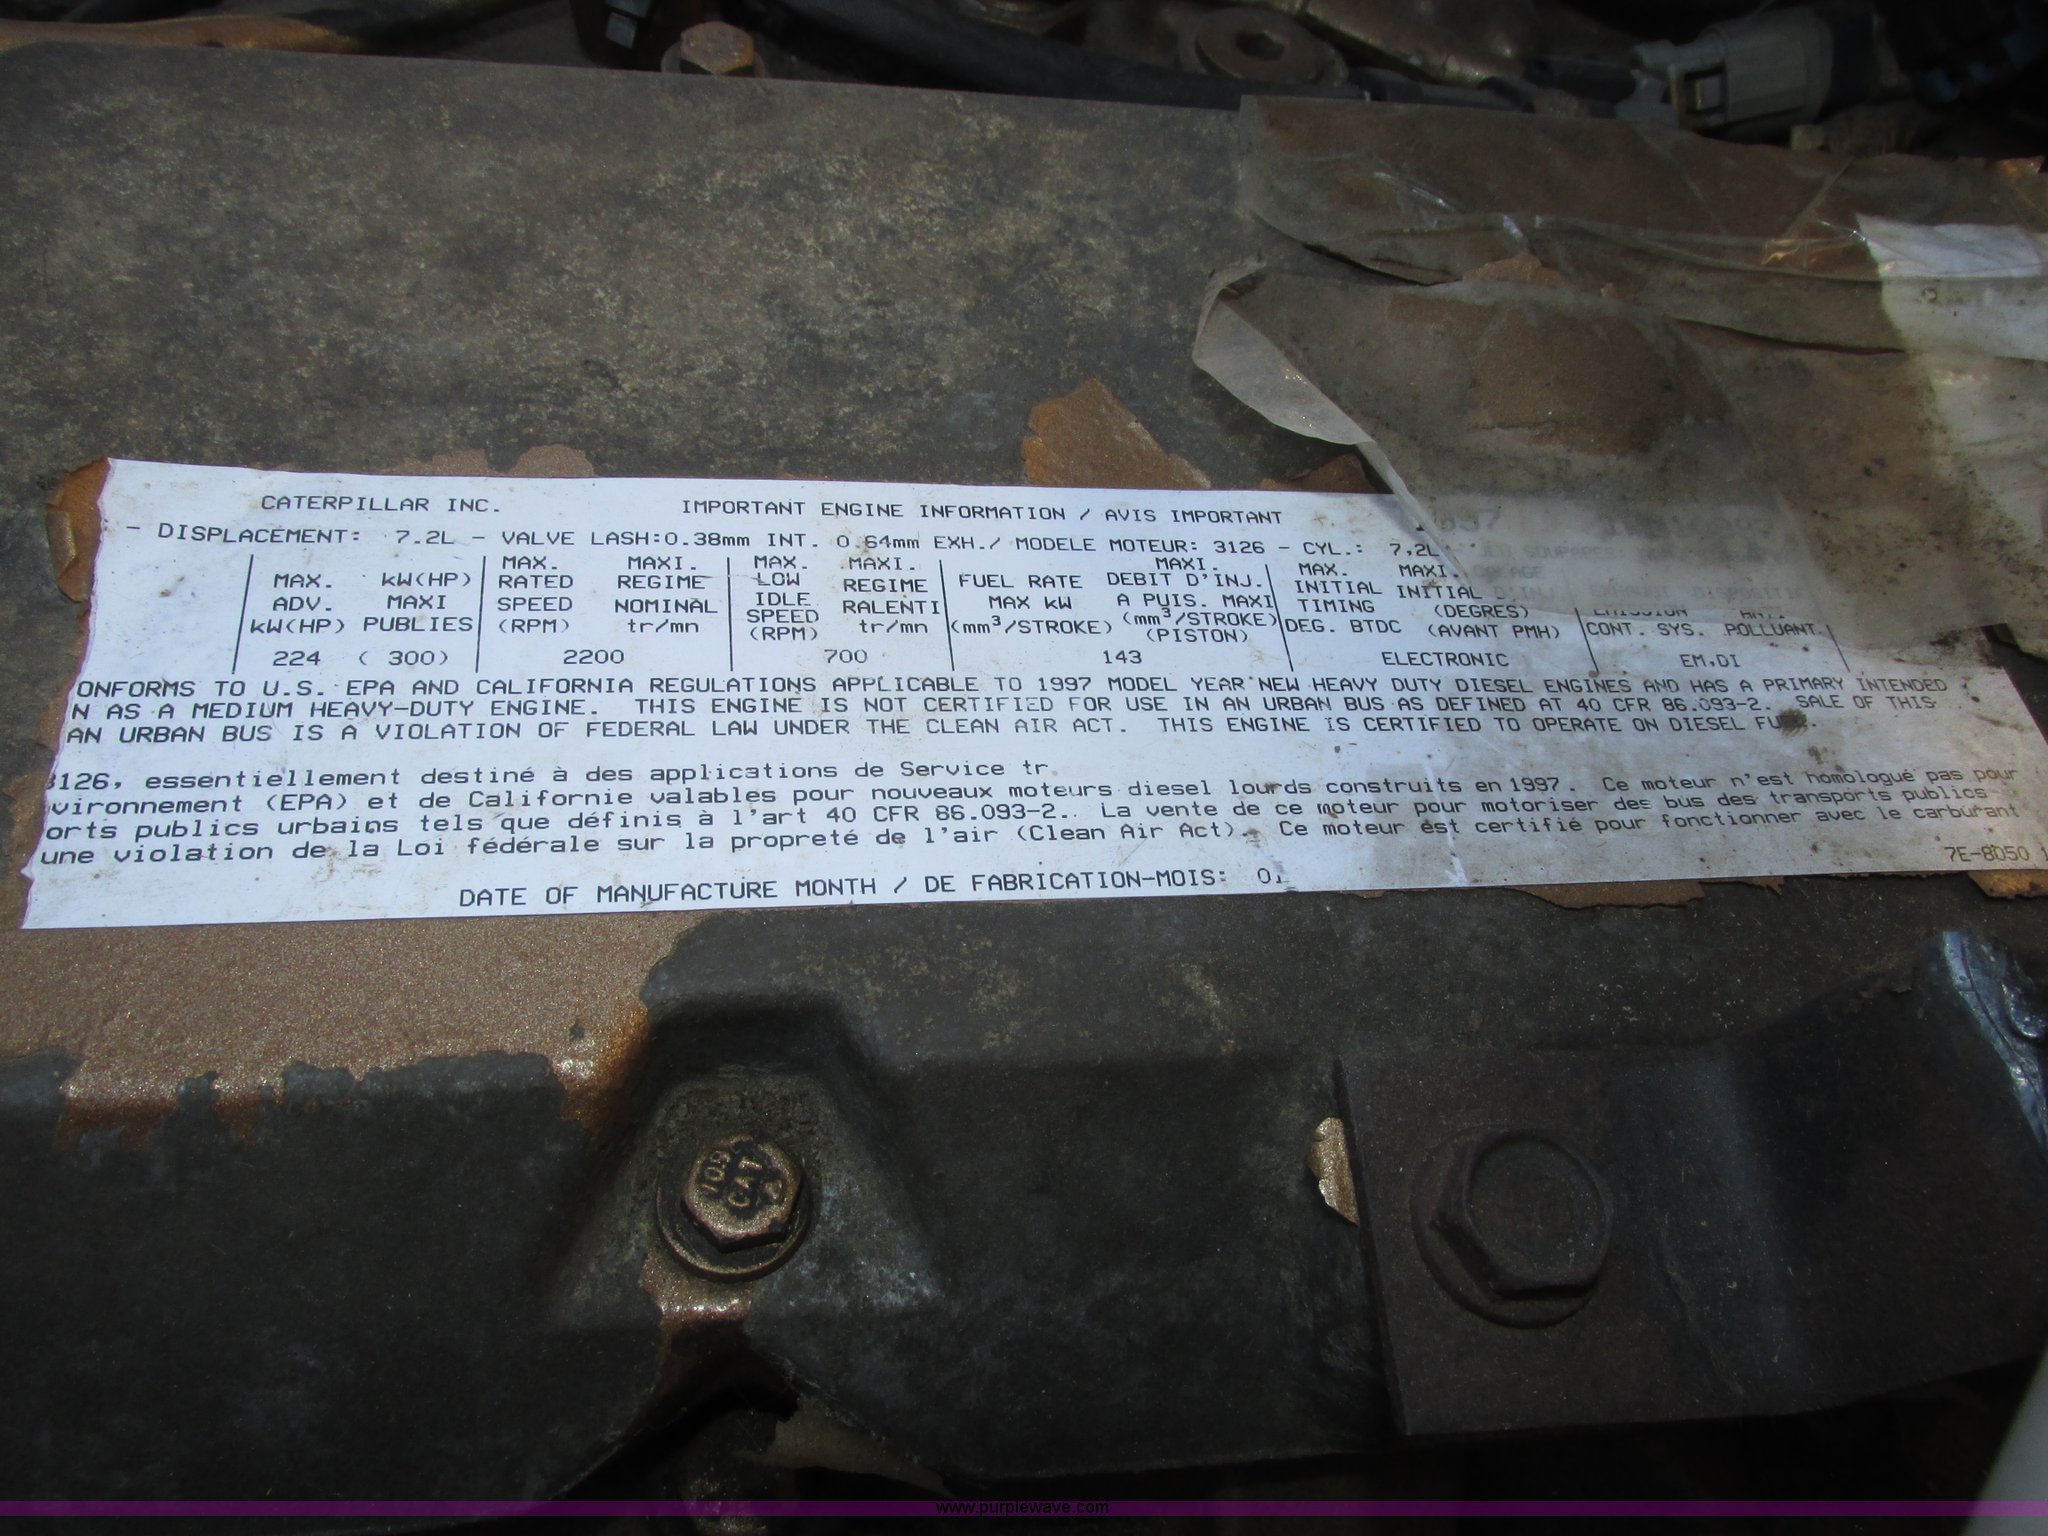 CATERPILLAR INC. IMPORTANT ENGINE INFORMATION / AVIS IMPORTANT
- DISPLACEMENT: 7.2L - VALVE LASH:0.38mm INT. 0.64mm EXH./ MODELE MOTEUR: 3126 - CYL.: 7,2L
MAX. kW(HP) MAX. MAXI. MAX. MAXI. MAXI. MAX. MAXI.
ADV. MAXI RATED REGIME LOW REGIME FUEL RATE DEBIT D'INJ. INITIAL INITIAL D'INJ.
kW(HP) PUBLIES SPEED NOMINAL IDLE RALENTI MAX kW A PUIS. MAXI TIMING (DEGRES) EMISSION ANTI-
(RPM) tr/mn SPEED tr/mn (mm³/STROKE) (mm³/STROKE) DEG. BTDC (AVANT PMH) CONT. SYS. POLLUANT
(RPM) (PISTON)
224 ( 300) 2200 700 143 ELECTRONIC EM,DI
ONFORMS TO U.S. EPA AND CALIFORNIA REGULATIONS APPLICABLE TO 1997 MODEL YEAR NEW HEAVY DUTY DIESEL ENGINES AND HAS A PRIMARY INTENDED
N AS A MEDIUM HEAVY-DUTY ENGINE. THIS ENGINE IS NOT CERTIFIED FOR USE IN AN URBAN BUS AS DEFINED AT 40 CFR 86.093-2. SALE OF THIS
AN URBAN BUS IS A VIOLATION OF FEDERAL LAW UNDER THE CLEAN AIR ACT. THIS ENGINE IS CERTIFIED TO OPERATE ON DIESEL
3126, essentiellement destiné à des applications de Service tr
vironnement (EPA) et de Californie valables pour nouveaux moteurs diesel lourds construits en 1997. Ce moteur n'est homologué pas pour
orts publics urbains tels que définis à l'art 40 CFR 86.093-2. La vente de ce moteur pour motoriser des bus des transports publics
une violation de la Loi fédérale sur la propreté de l'air (Clean Air Act). Ce moteur est certifié pour fonctionner avec le carburant
7E-8050 1
DATE OF MANUFACTURE MONTH / DE FABRICATION-MOIS:
10.9
CAT
www.purplewave.com